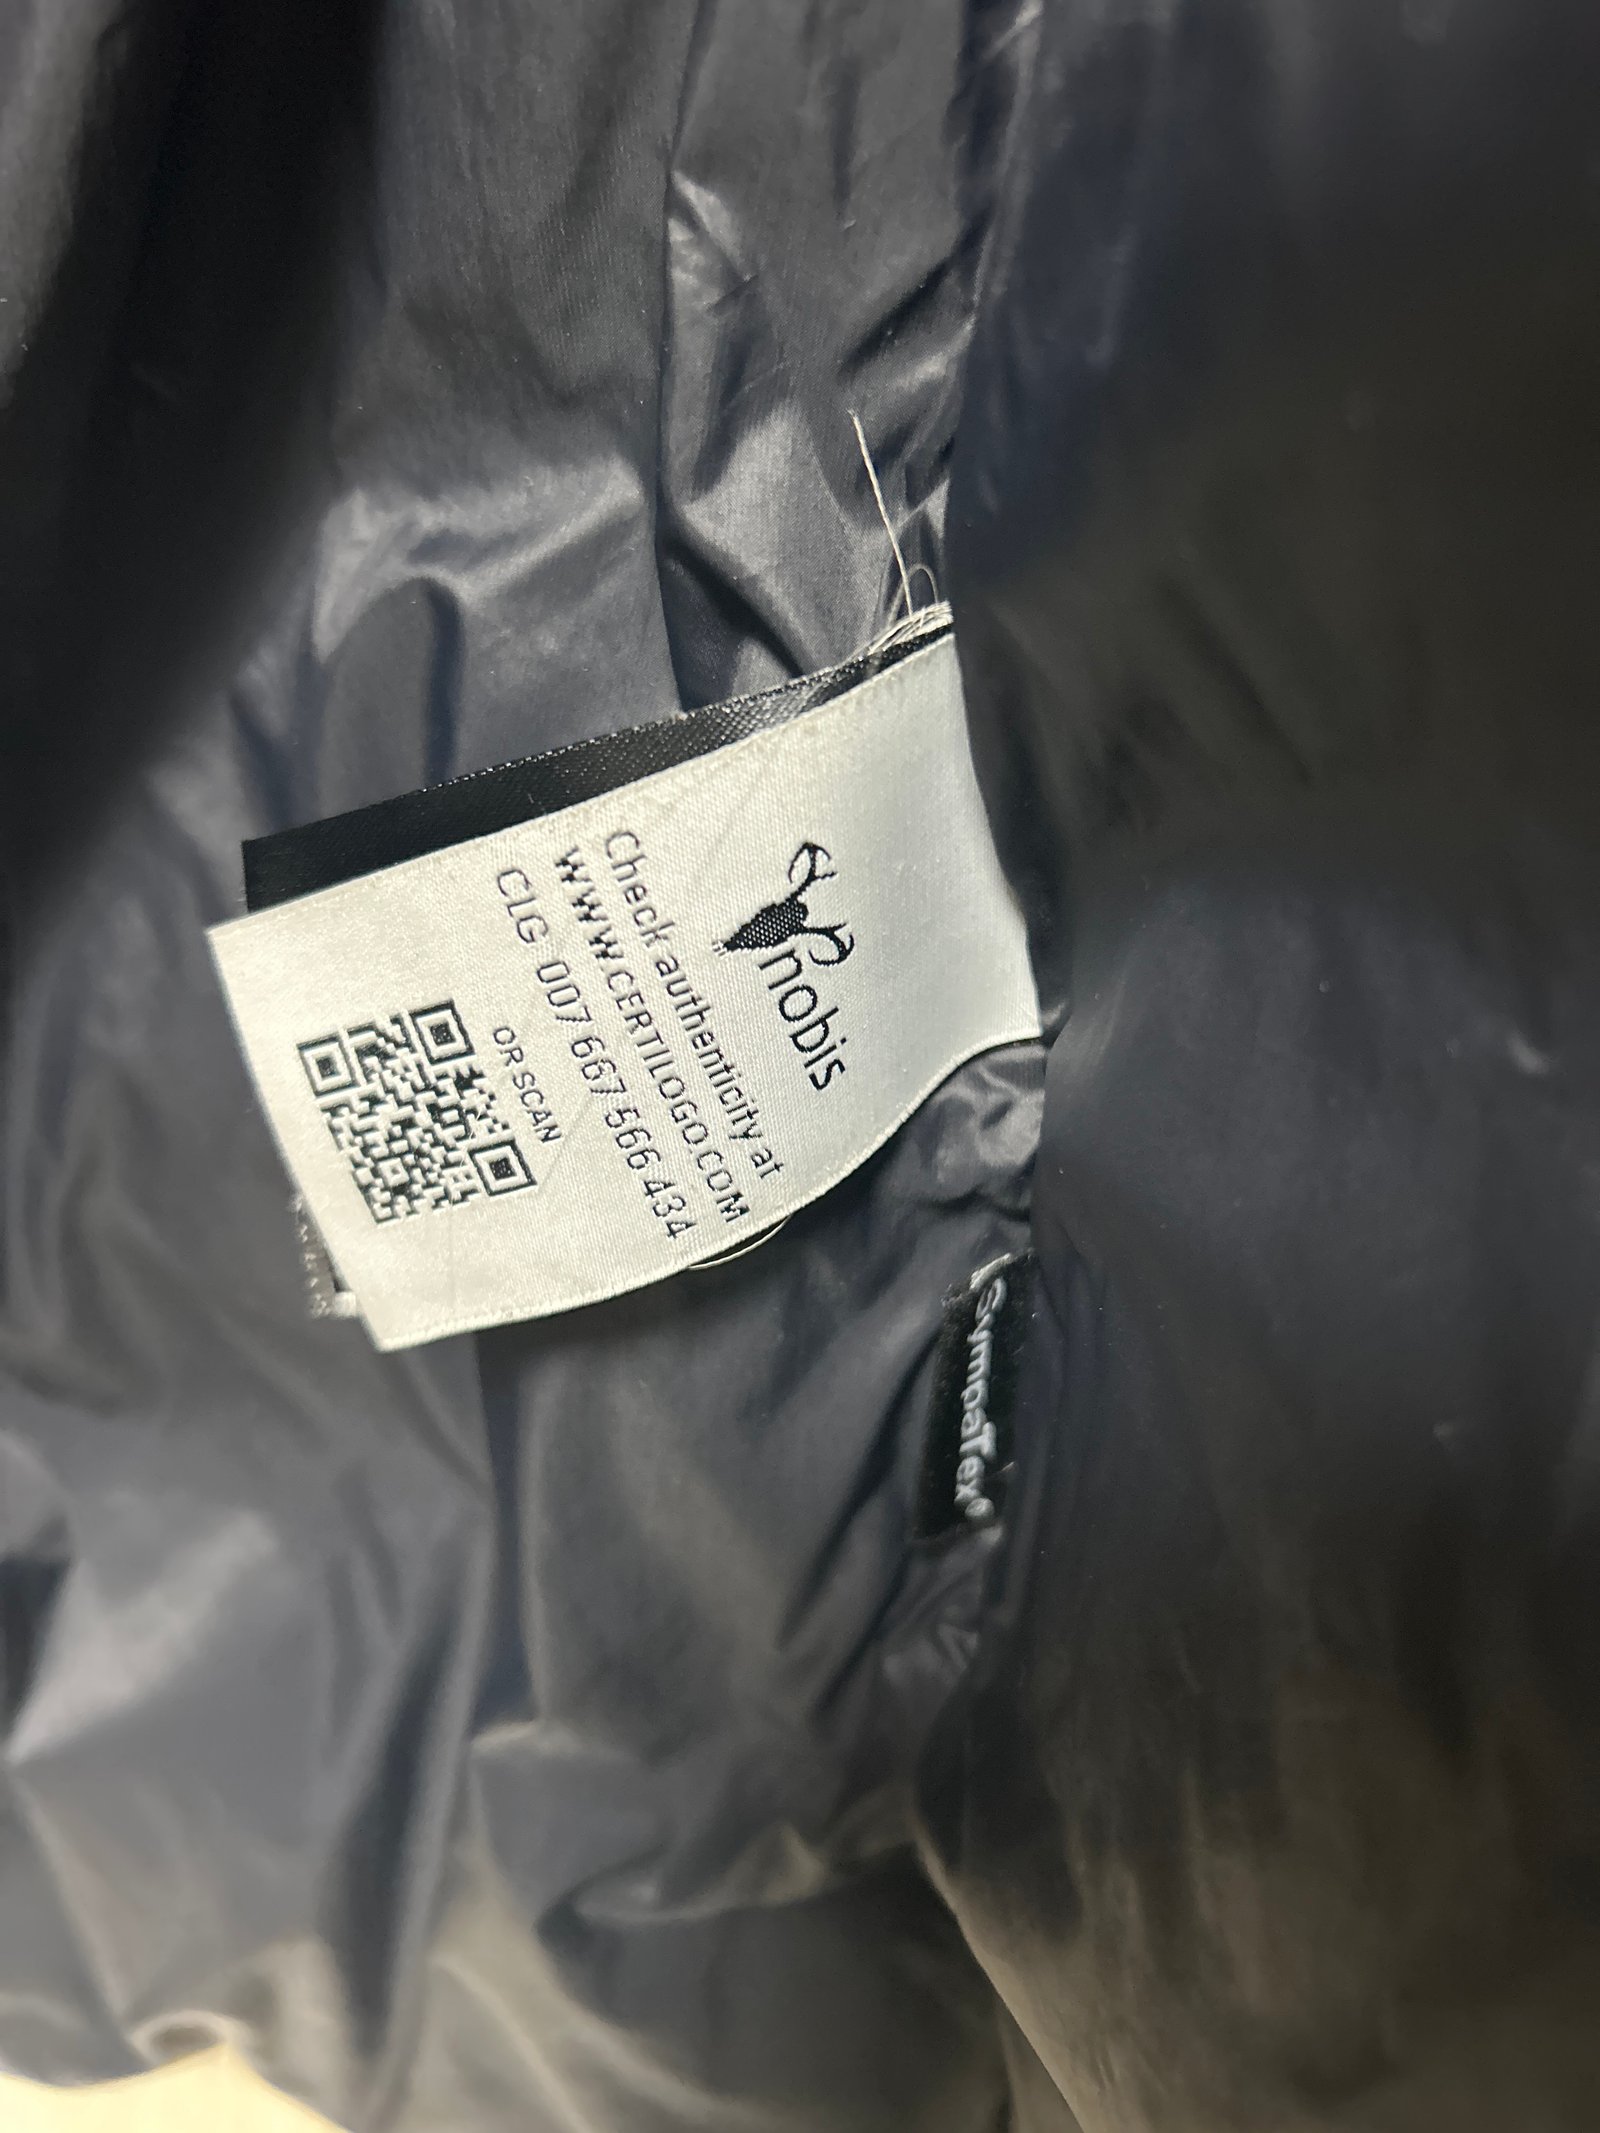 nobis
Check authenticity at
WWW.CERTILOGO.COM
CLG 007 667 566 434
OR SCAN
SympaTex®